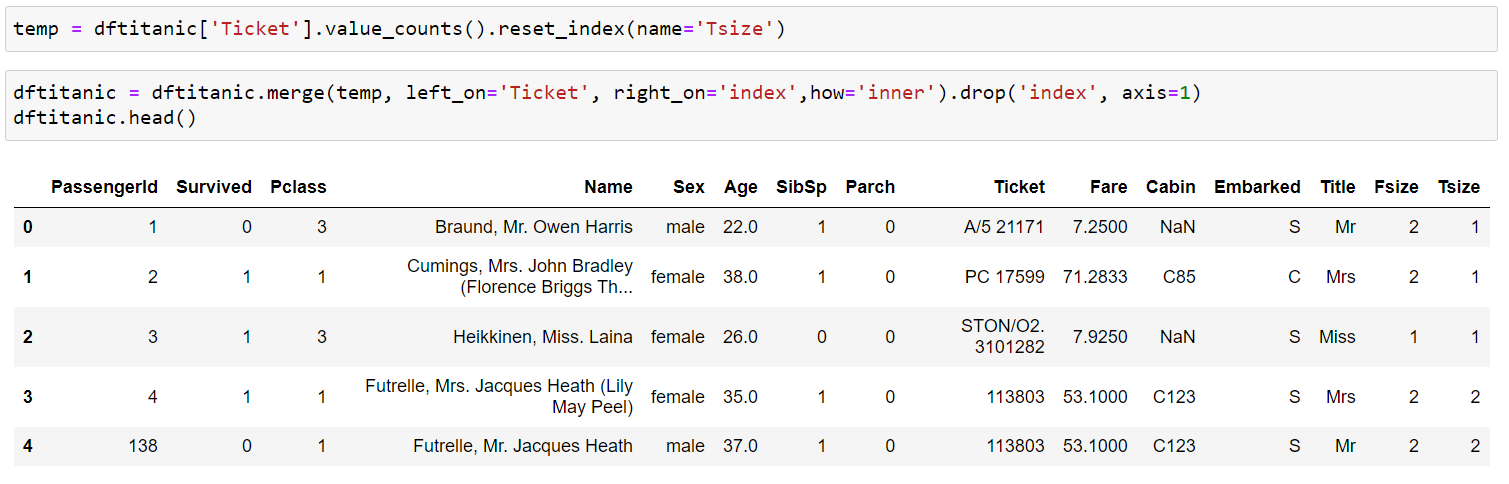 temp = dftitanic['Ticket'].value_counts().reset_index(name='Tsize')
dftitanic = dftitanic.merge(temp, left_on='Ticket', right_on='index',how='inner').drop('index', axis=1)
dftitanic.head()
PassengerId Survived Pclass Name Sex Age SibSp Parch Ticket Fare Cabin Embarked Title Fsize Tsize
0 1 0 3 Braund, Mr. Owen Harris male 22.0 1 0 A/5 21171 7.2500 NaN S Mr 2 1
Cumings, Mrs. John Bradley
1 2 1 1 (Florence Briggs Th... female 38.0 1 0 PC 17599 71.2833 C85 C Mrs 2 1
STON/O2.
2 3 1 3 Heikkinen, Miss. Laina female 26.0 0 0 3101282 7.9250 NaN S Miss 1 1
Futrelle, Mrs. Jacques Heath (Lily
3 4 1 1 May Peel) female 35.0 1 0 113803 53.1000 C123 S Mrs 2 2
4 138 0 1 Futrelle, Mr. Jacques Heath male 37.0 1 0 113803 53.1000 C123 S Mr 2 2